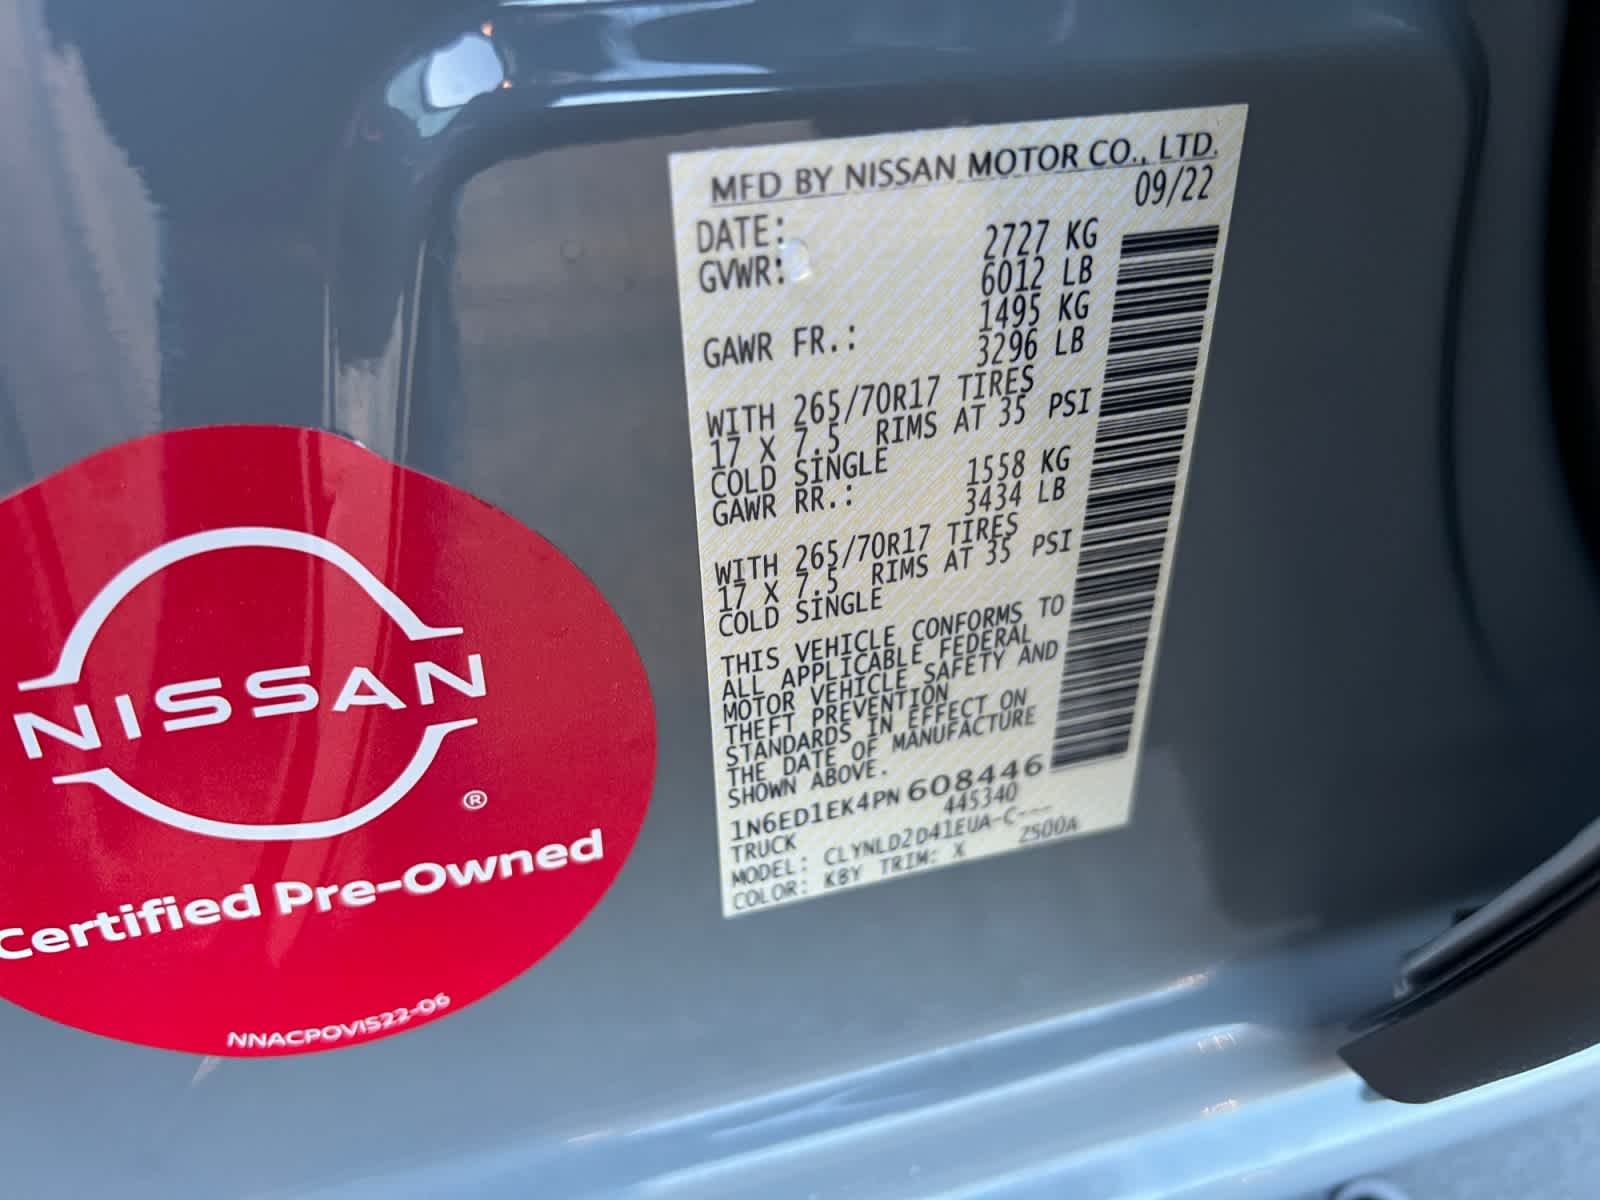 MFD BY NISSAN MOTOR CO., LTD.
09/22
DATE:
GVWR:
2727 KG
6012 LB
GAWR FR.:
1495 KG
3296 LB
WITH 265/70R17 TIRES
17 X 7.5 RIMS AT 35 PSI
COLD SINGLE
GAWR RR.:
1558 KG
3434 LB
WITH 265/70R17 TIRES
17 X 7.5 RIMS AT 35 PSI
COLD SINGLE
THIS VEHICLE CONFORMS TO
ALL APPLICABLE FEDERAL
MOTOR VEHICLE SAFETY AND
THEFT PREVENTION
STANDARDS IN EFFECT ON
THE DATE OF MANUFACTURE
SHOWN ABOVE.
1N6ED1EK4PN608446
TRUCK 445340
MODEL: CLYNLD2D41EUA-C---
COLOR: KBY TRIM: X ZS00A
NISSAN
®
Certified Pre-Owned
NNACPOVIS22-06